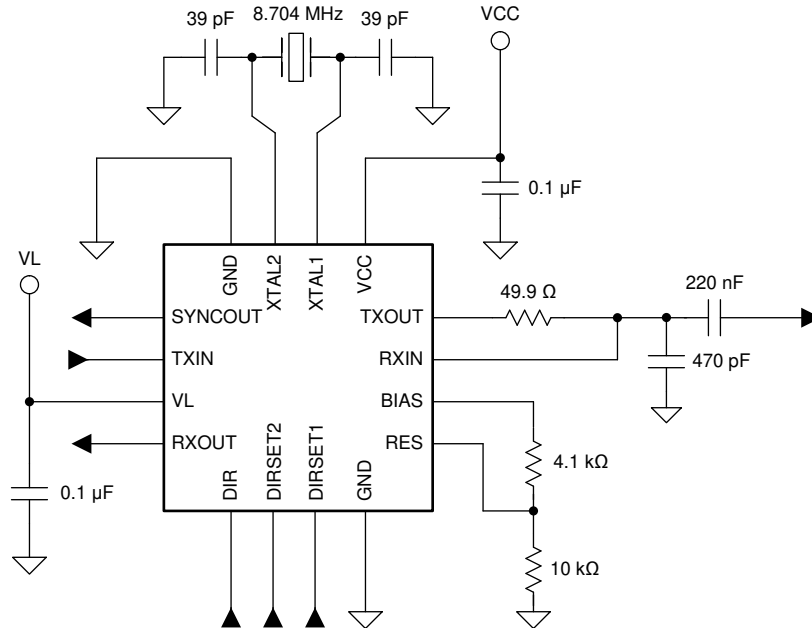 39 pF
8.704 MHz
39 pF
VCC
0.1 µF
VL
GND
XTAL2
XTAL1
VCC
49.9 Ω
220 nF
SYNCOUT
TXOUT
TXIN
RXIN
470 pF
VL
BIAS
RXOUT
RES
4.1 kΩ
DIR
DIRSET2
DIRSET1
GND
0.1 µF
10 kΩ